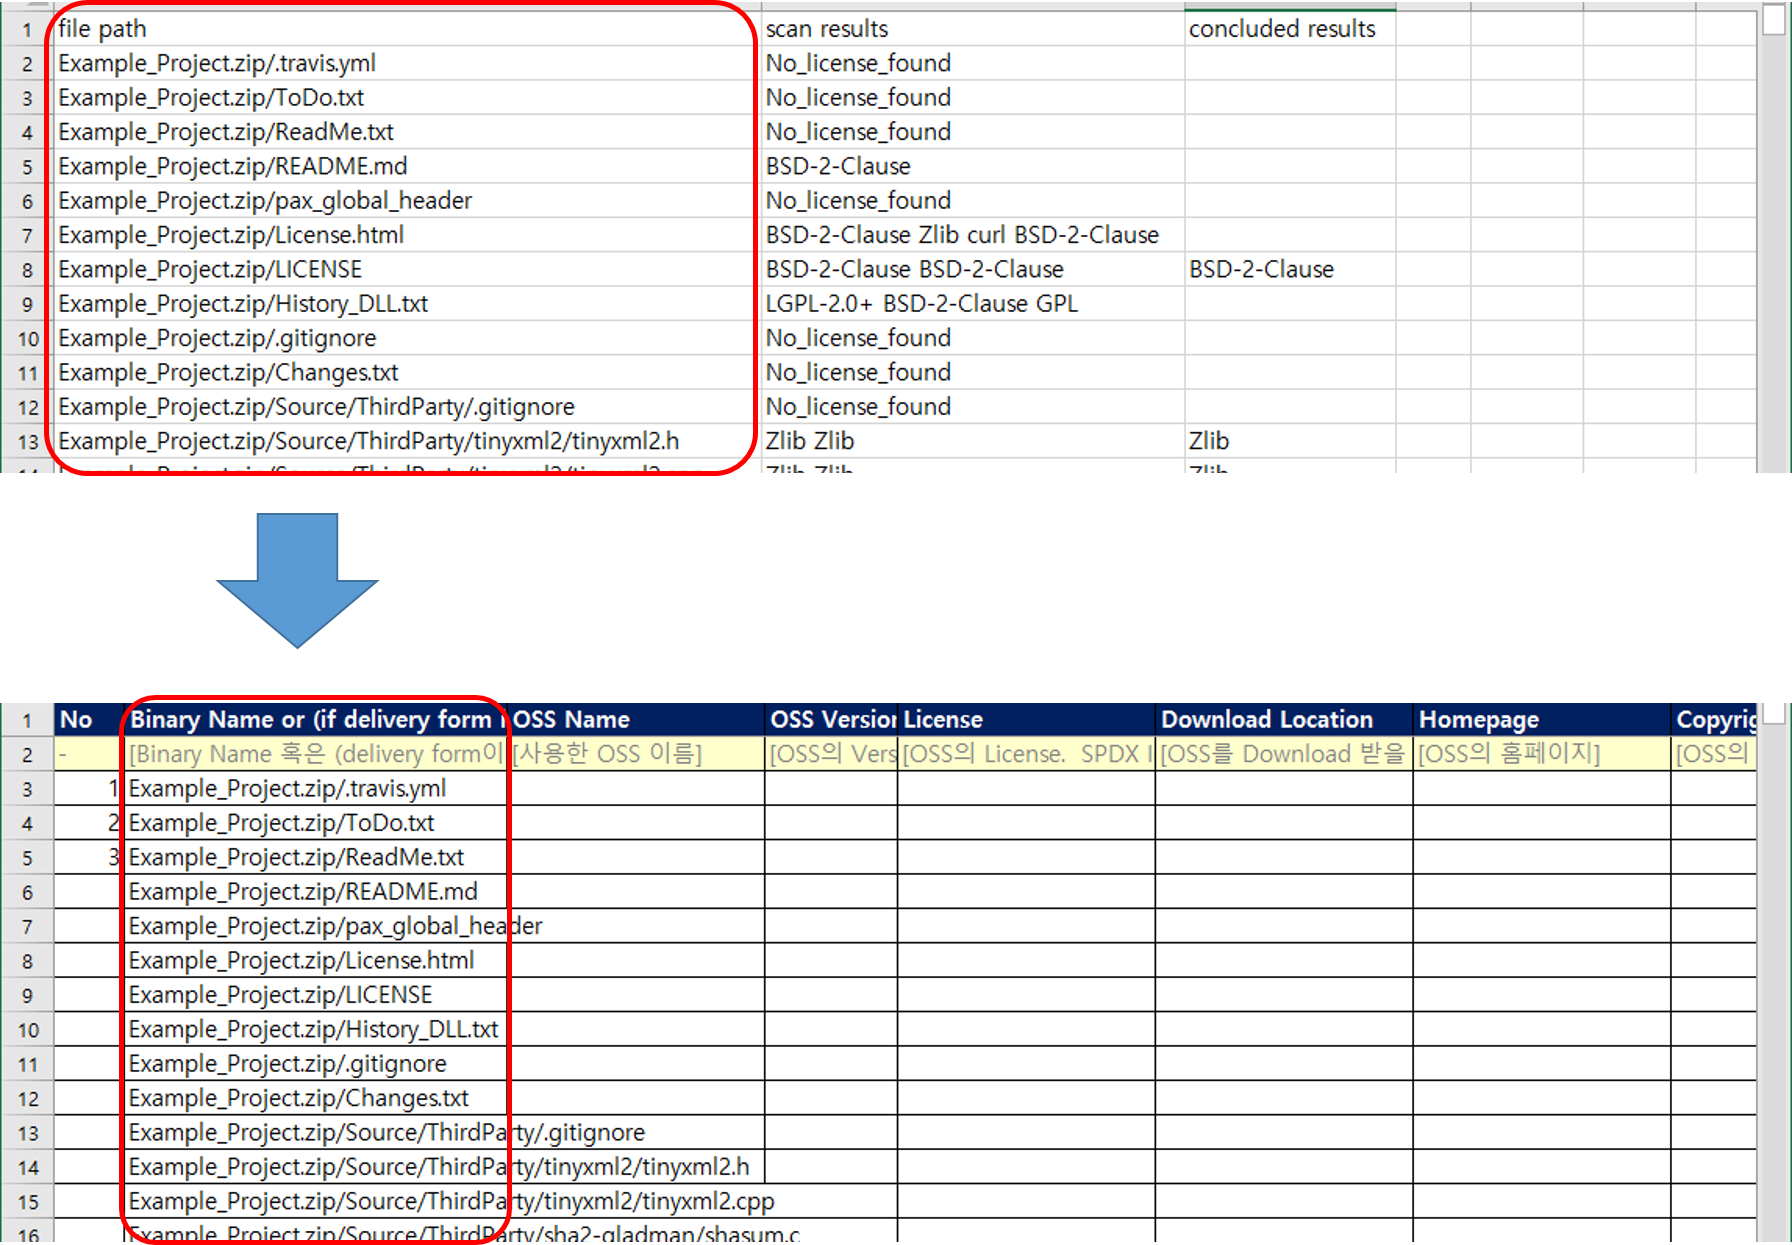 1 file path scan results concluded results
2 Example_Project.zip/.travis.yml No_license_found
3 Example_Project.zip/ToDo.txt No_license_found
4 Example_Project.zip/ReadMe.txt No_license_found
5 Example_Project.zip/README.md BSD-2-Clause
6 Example_Project.zip/pax_global_header No_license_found
7 Example_Project.zip/License.html BSD-2-Clause Zlib curl BSD-2-Clause
8 Example_Project.zip/LICENSE BSD-2-Clause BSD-2-Clause BSD-2-Clause
9 Example_Project.zip/History_DLL.txt LGPL-2.0+ BSD-2-Clause GPL
10 Example_Project.zip/.gitignore No_license_found
11 Example_Project.zip/Changes.txt No_license_found
12 Example_Project.zip/Source/ThirdParty/.gitignore No_license_found
13 Example_Project.zip/Source/ThirdParty/tinyxml2/tinyxml2.h Zlib Zlib Zlib
14 Example_Project.zip/Source/ThirdParty/tinyxml2/tinyxml2.cpp Zlib Zlib Zlib
1 No Binary Name or (if delivery form OSS Name OSS Version License Download Location Homepage Copyrig
2 - [Binary Name 혹은 (delivery form이 [사용한 OSS 이름] [OSS의 Vers [OSS의 License. SPDX I [OSS를 Download 받을 [OSS의 홈페이지] [OSS의
3 1 Example_Project.zip/.travis.yml
4 2 Example_Project.zip/ToDo.txt
5 3 Example_Project.zip/ReadMe.txt
6 Example_Project.zip/README.md
7 Example_Project.zip/pax_global_header
8 Example_Project.zip/License.html
9 Example_Project.zip/LICENSE
10 Example_Project.zip/History_DLL.txt
11 Example_Project.zip/.gitignore
12 Example_Project.zip/Changes.txt
13 Example_Project.zip/Source/ThirdParty/.gitignore
14 Example_Project.zip/Source/ThirdParty/tinyxml2/tinyxml2.h
15 Example_Project.zip/Source/ThirdParty/tinyxml2/tinyxml2.cpp
16 Example_Project.zip/Source/ThirdParty/sha2-gladman/shasum.c